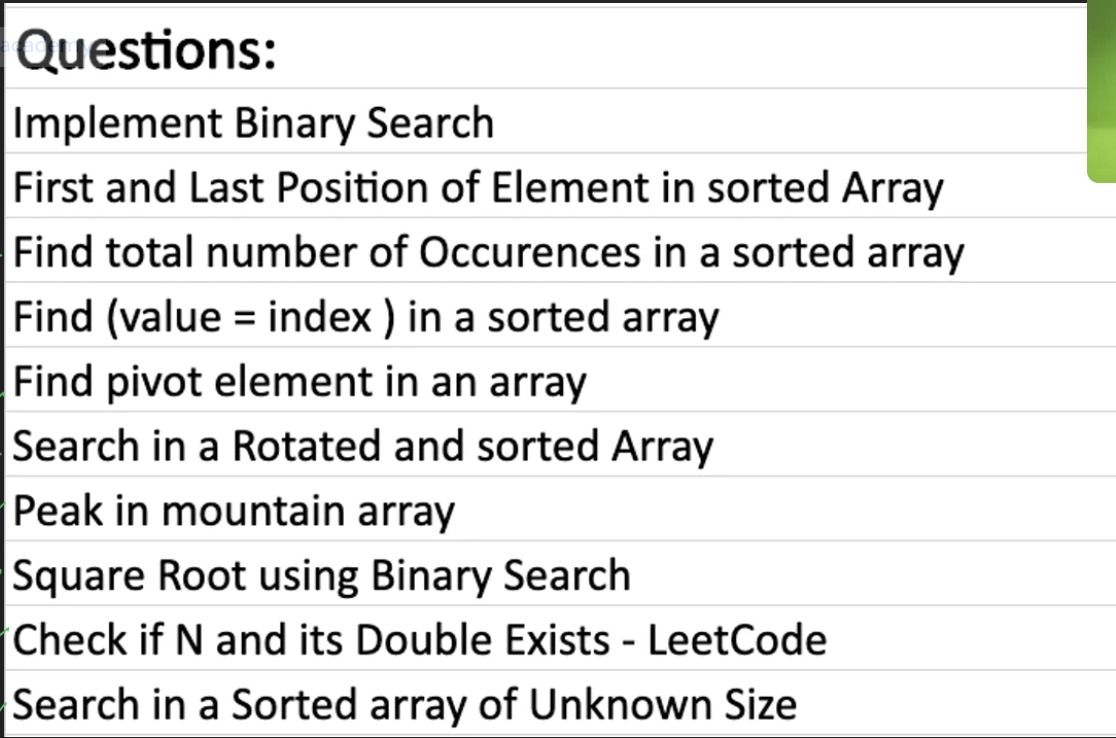 Questions:
Implement Binary Search
First and Last Position of Element in sorted Array
Find total number of Occurences in a sorted array
Find (value = index ) in a sorted array
Find pivot element in an array
Search in a Rotated and sorted Array
Peak in mountain array
Square Root using Binary Search
Check if N and its Double Exists - LeetCode
Search in a Sorted array of Unknown Size